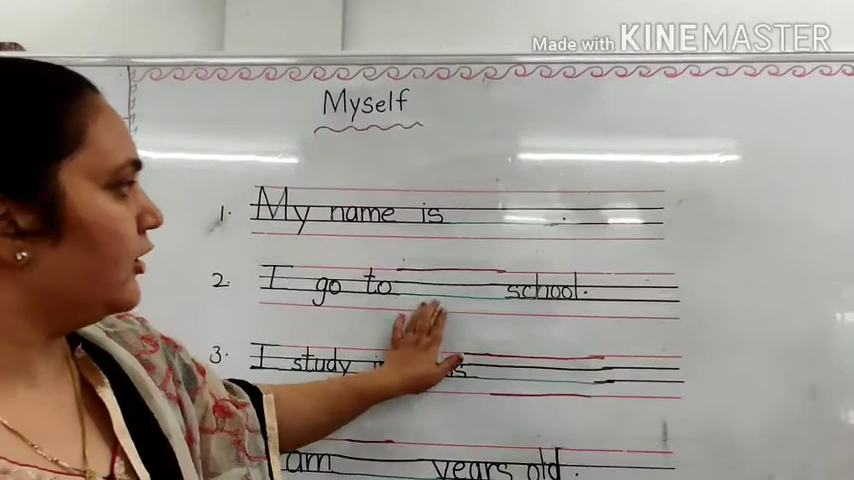 Made with KINEMASTER
Myself
1. My name is .
2. I go to school.
3. I study
am years old.